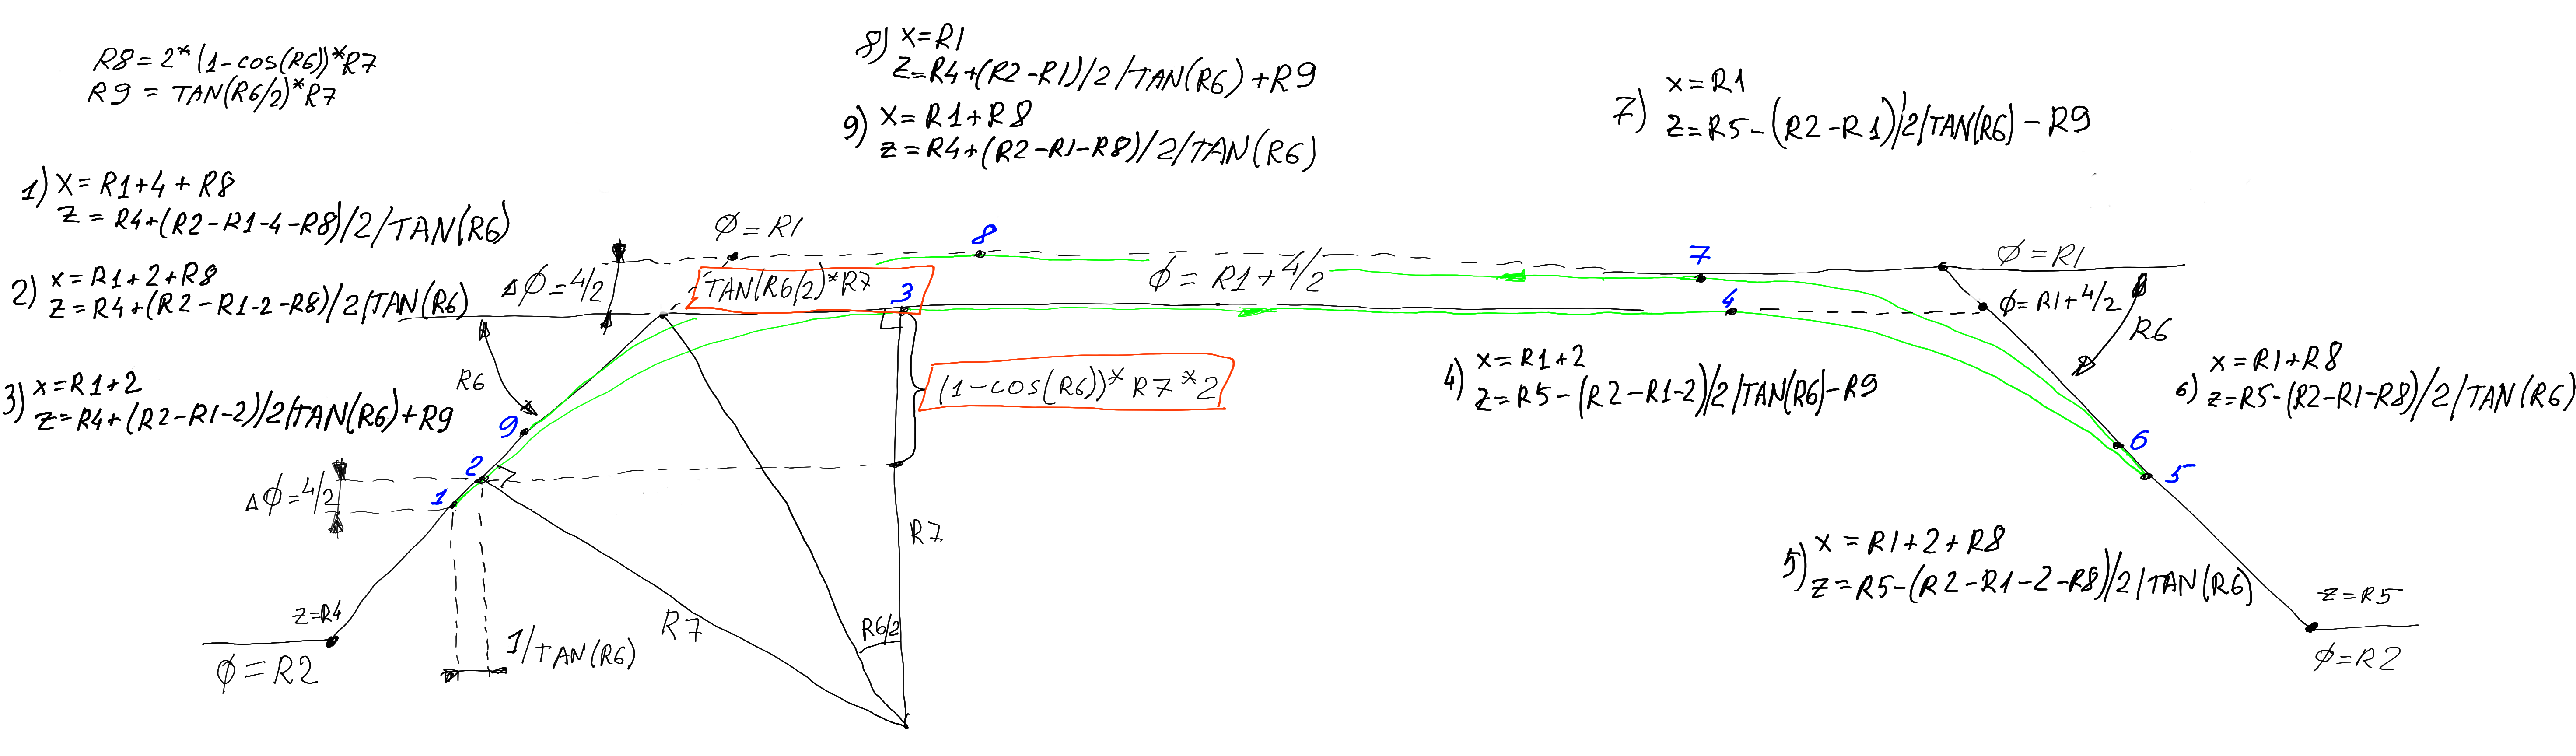 R8=2*(1-cos(R6))*R7
R9 = TAN(R6/2)*R7
8) x=R1
z=R4+(R2-R1)/2/TAN(R6)+R9
9) x=R1+R8
z=R4+(R2-R1-R8)/2/TAN(R6)
7) x=R1
z=R5-(R2-R1)/2/TAN(R6)-R9
1) x=R1+4+R8
z=R4+(R2-R1-4-R8)/2/TAN(R6)
2) x=R1+2+R8
z=R4+(R2-R1-2-R8)/2/TAN(R6)
3) x=R1+2
z=R4+(R2-R1-2)/2/TAN(R6)+R9
Δø=4/2
ø=R1
TAN(R6/2)*R7
8
3
ø=R1+4/2
7
4
ø=R1
ø=R1+4/2
R6
R6
(1-cos(R6))*R7*2
4) x=R1+2
z=R5-(R2-R1-2)/2/TAN(R6)-R9
6) x=R1+R8
z=R5-(R2-R1-R8)/2/TAN(R6)
9
2
1
Δø=4/2
6
5
R7
5) x=R1+2+R8
z=R5-(R2-R1-2-R8)/2/TAN(R6)
z=R4
ø=R2
1/TAN(R6)
R7
R6/2
z=R5
ø=R2